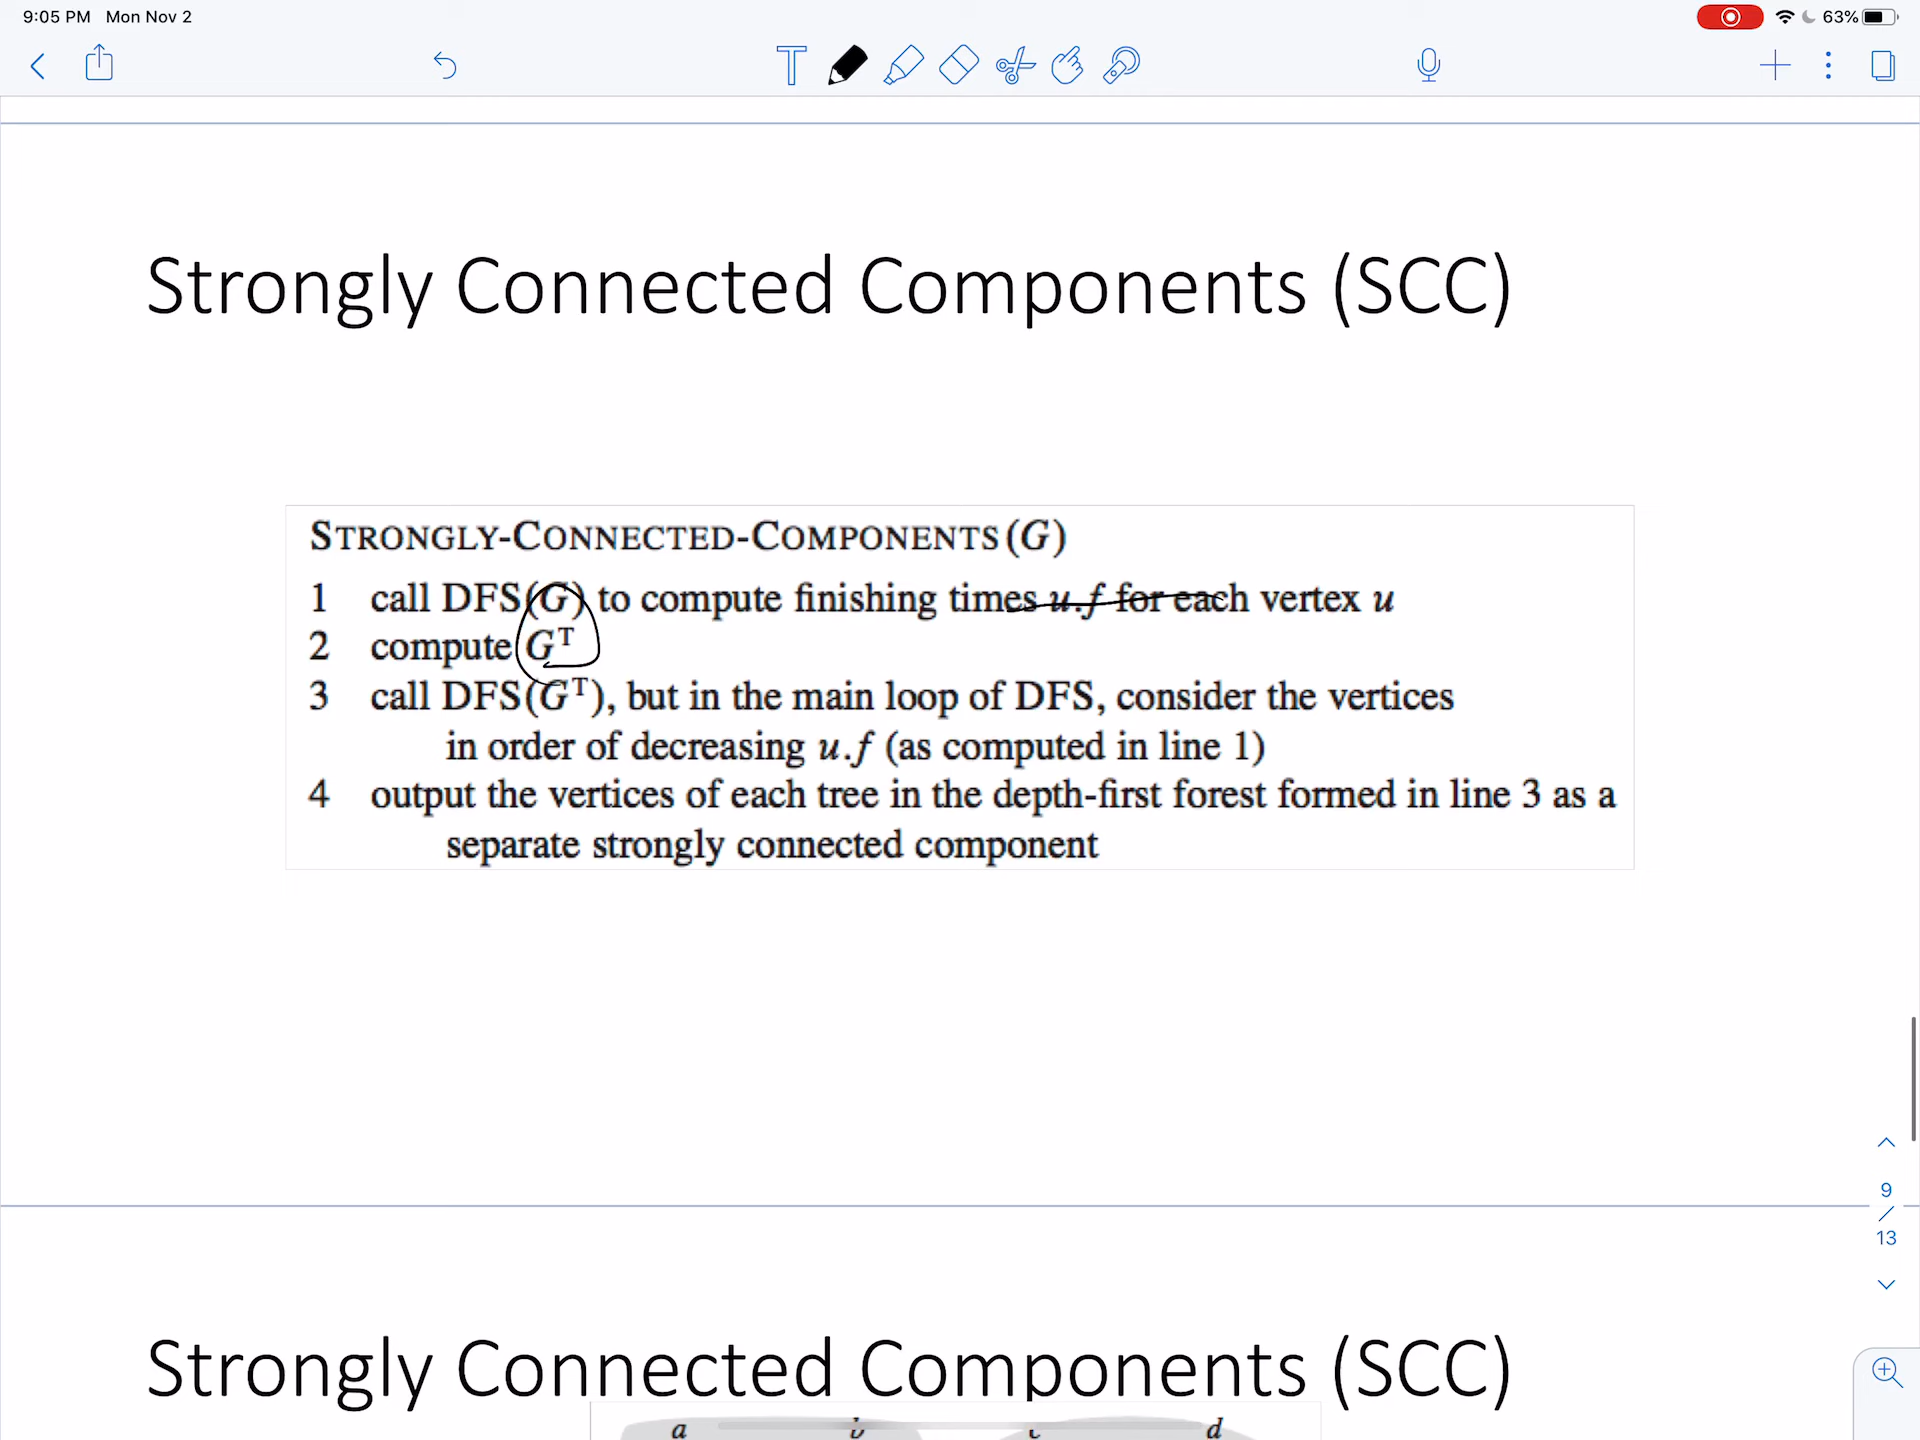 9:05 PM Mon Nov 2
63%
Strongly Connected Components (SCC)
STRONGLY-CONNECTED-COMPONENTS(G)
1 call DFS(G) to compute finishing times u.f for each vertex u
2 compute Gᵀ
3 call DFS(Gᵀ), but in the main loop of DFS, consider the vertices
in order of decreasing u.f (as computed in line 1)
4 output the vertices of each tree in the depth-first forest formed in line 3 as a
separate strongly connected component
9
/
13
Strongly Connected Components (SCC)
a b c d